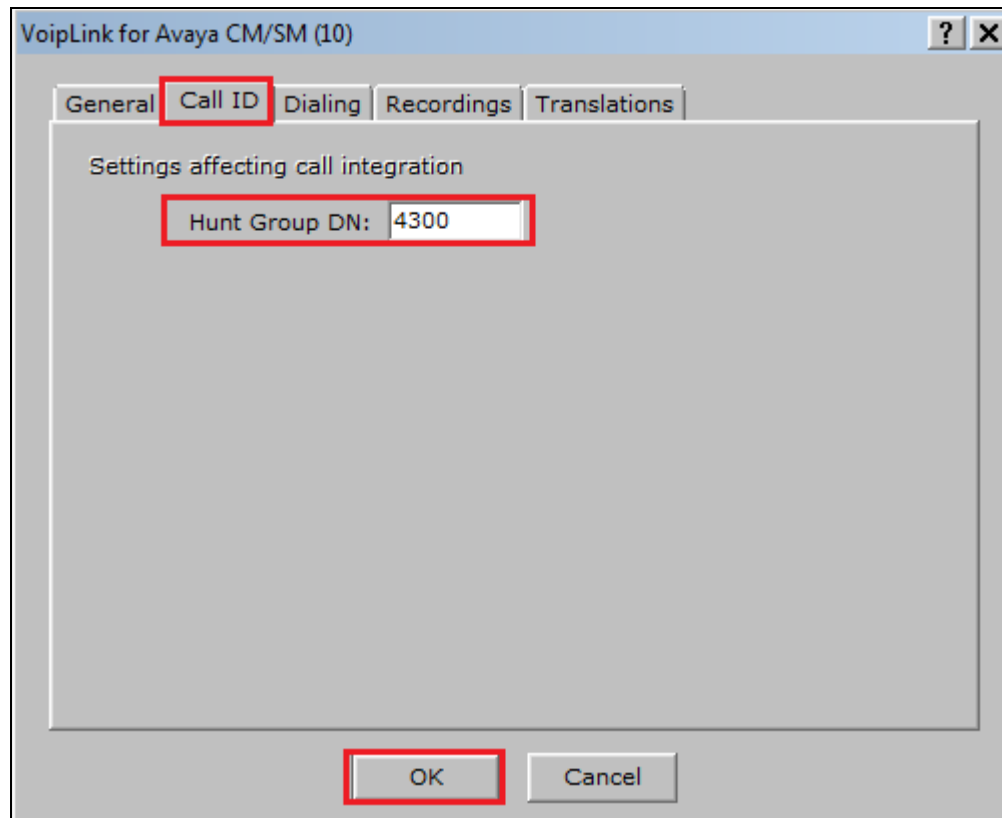 VoipLink for Avaya CM/SM (10) ? X
General Call ID Dialing Recordings Translations
Settings affecting call integration
Hunt Group DN: 4300
OK Cancel